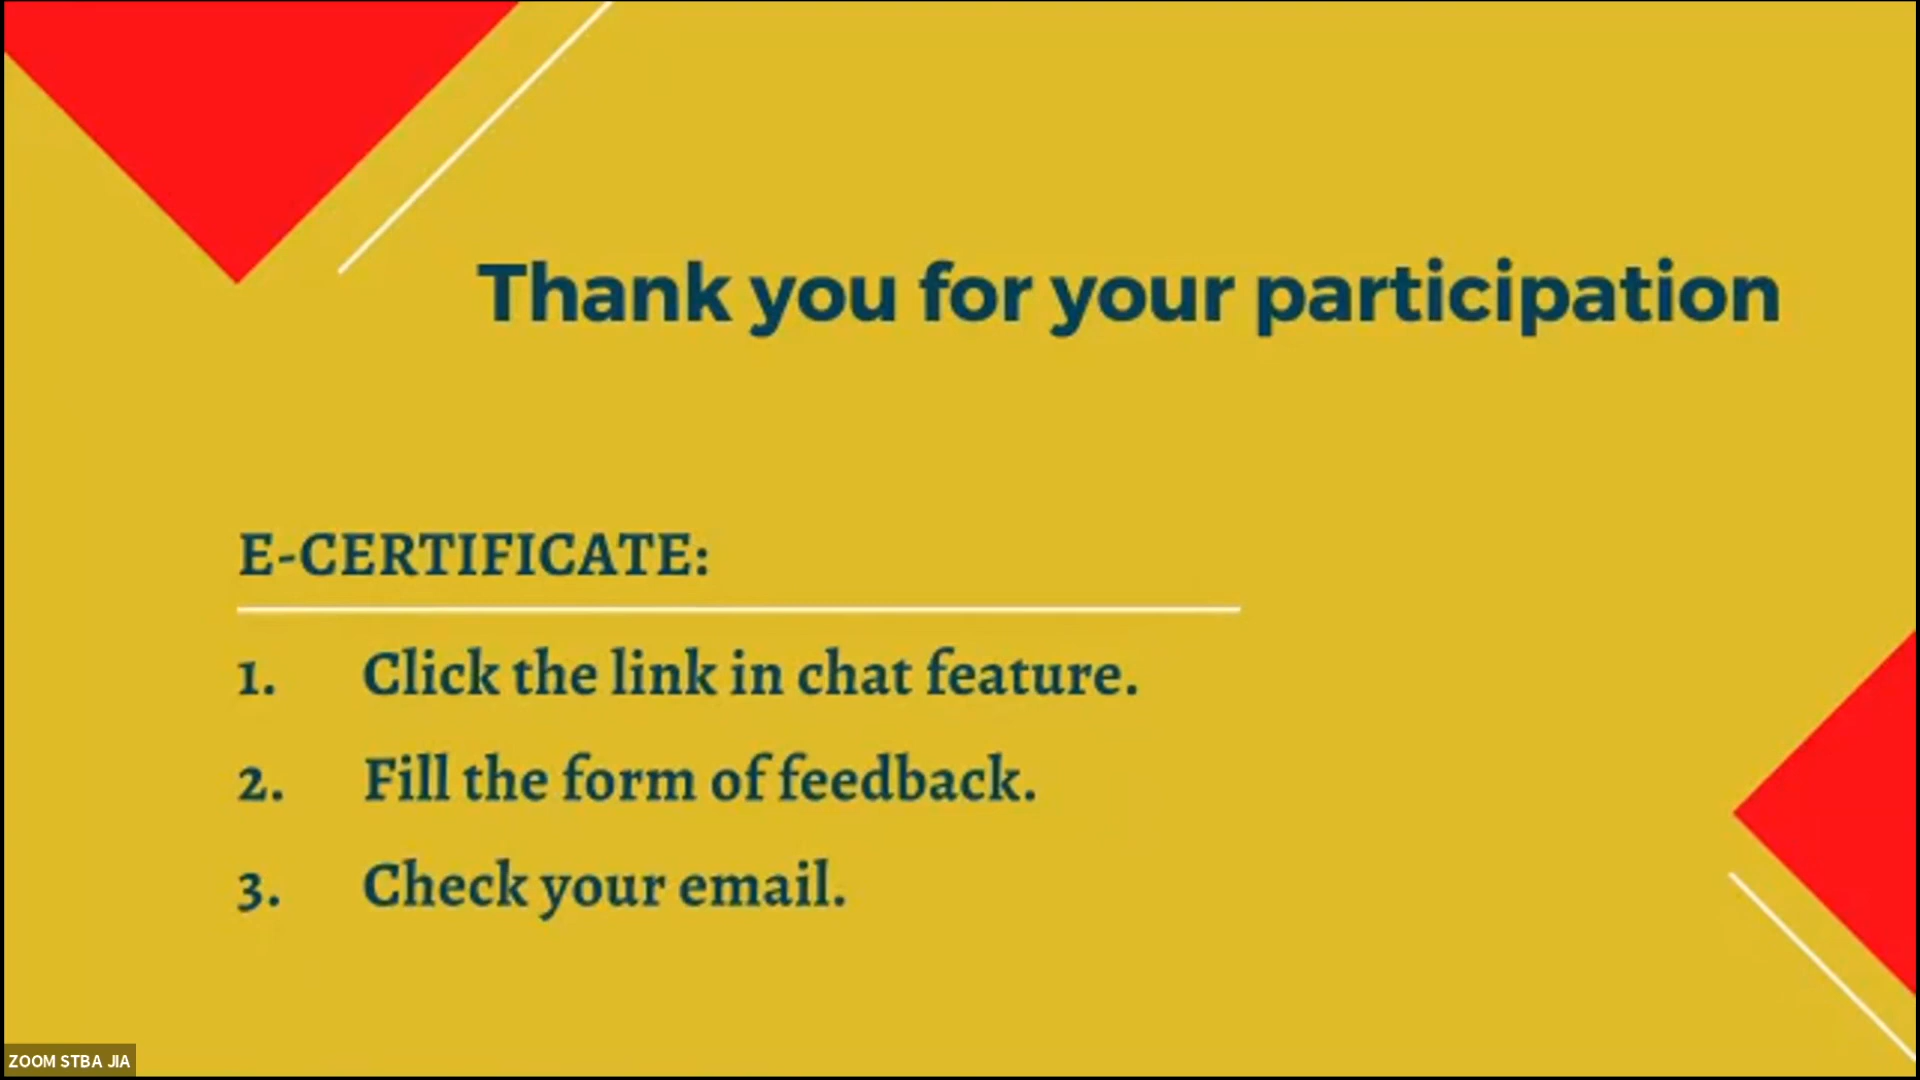 Thank you for your participation
E-CERTIFICATE:
1. Click the link in chat feature.
2. Fill the form of feedback.
3. Check your email.
ZOOM STBA JIA